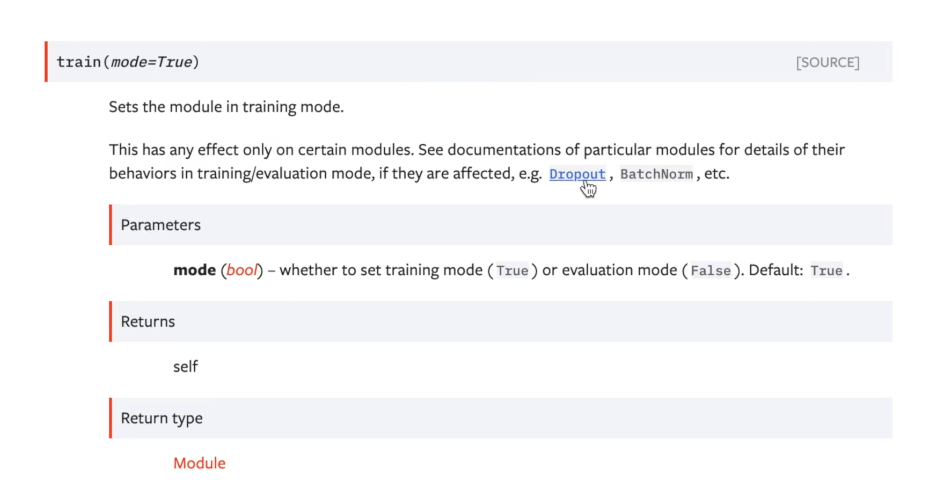 train(mode=True) [SOURCE]
Sets the module in training mode.
This has any effect only on certain modules. See documentations of particular modules for details of their
behaviors in training/evaluation mode, if they are affected, e.g. Dropout, BatchNorm, etc.
Parameters
mode (bool) – whether to set training mode (True) or evaluation mode (False). Default: True.
Returns
self
Return type
Module